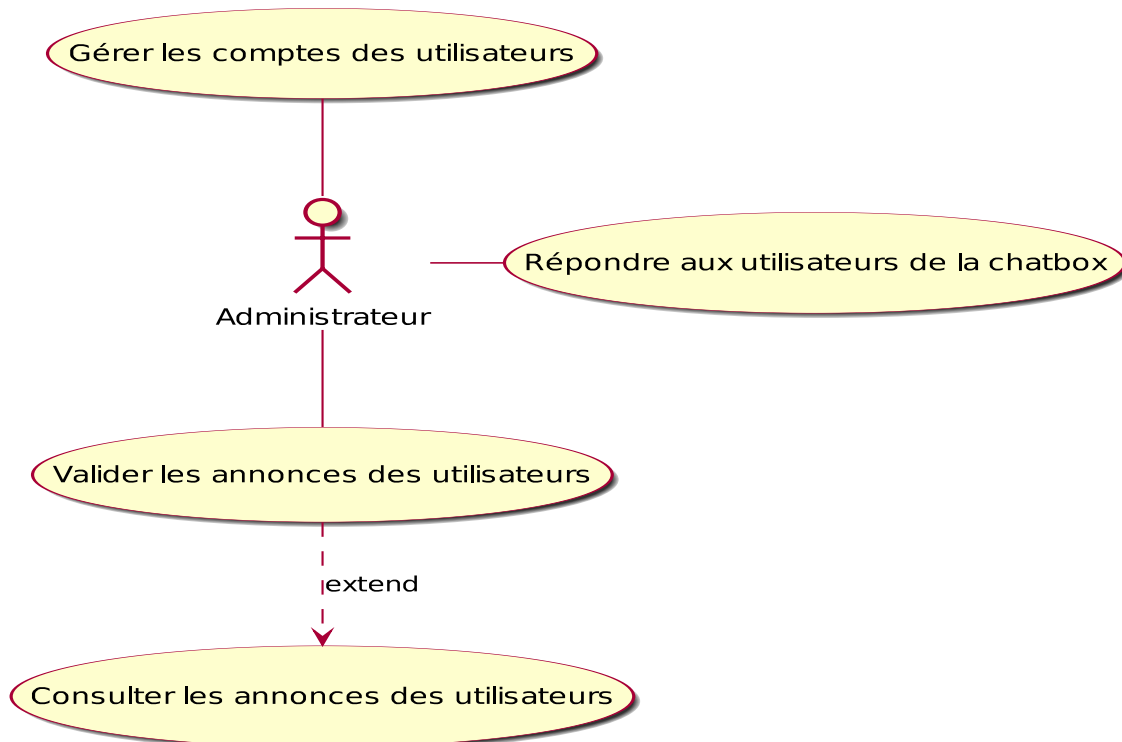 Gérer les comptes des utilisateurs
Répondre aux utilisateurs de la chatbox
Administrateur
Valider les annonces des utilisateurs
extend
Consulter les annonces des utilisateurs